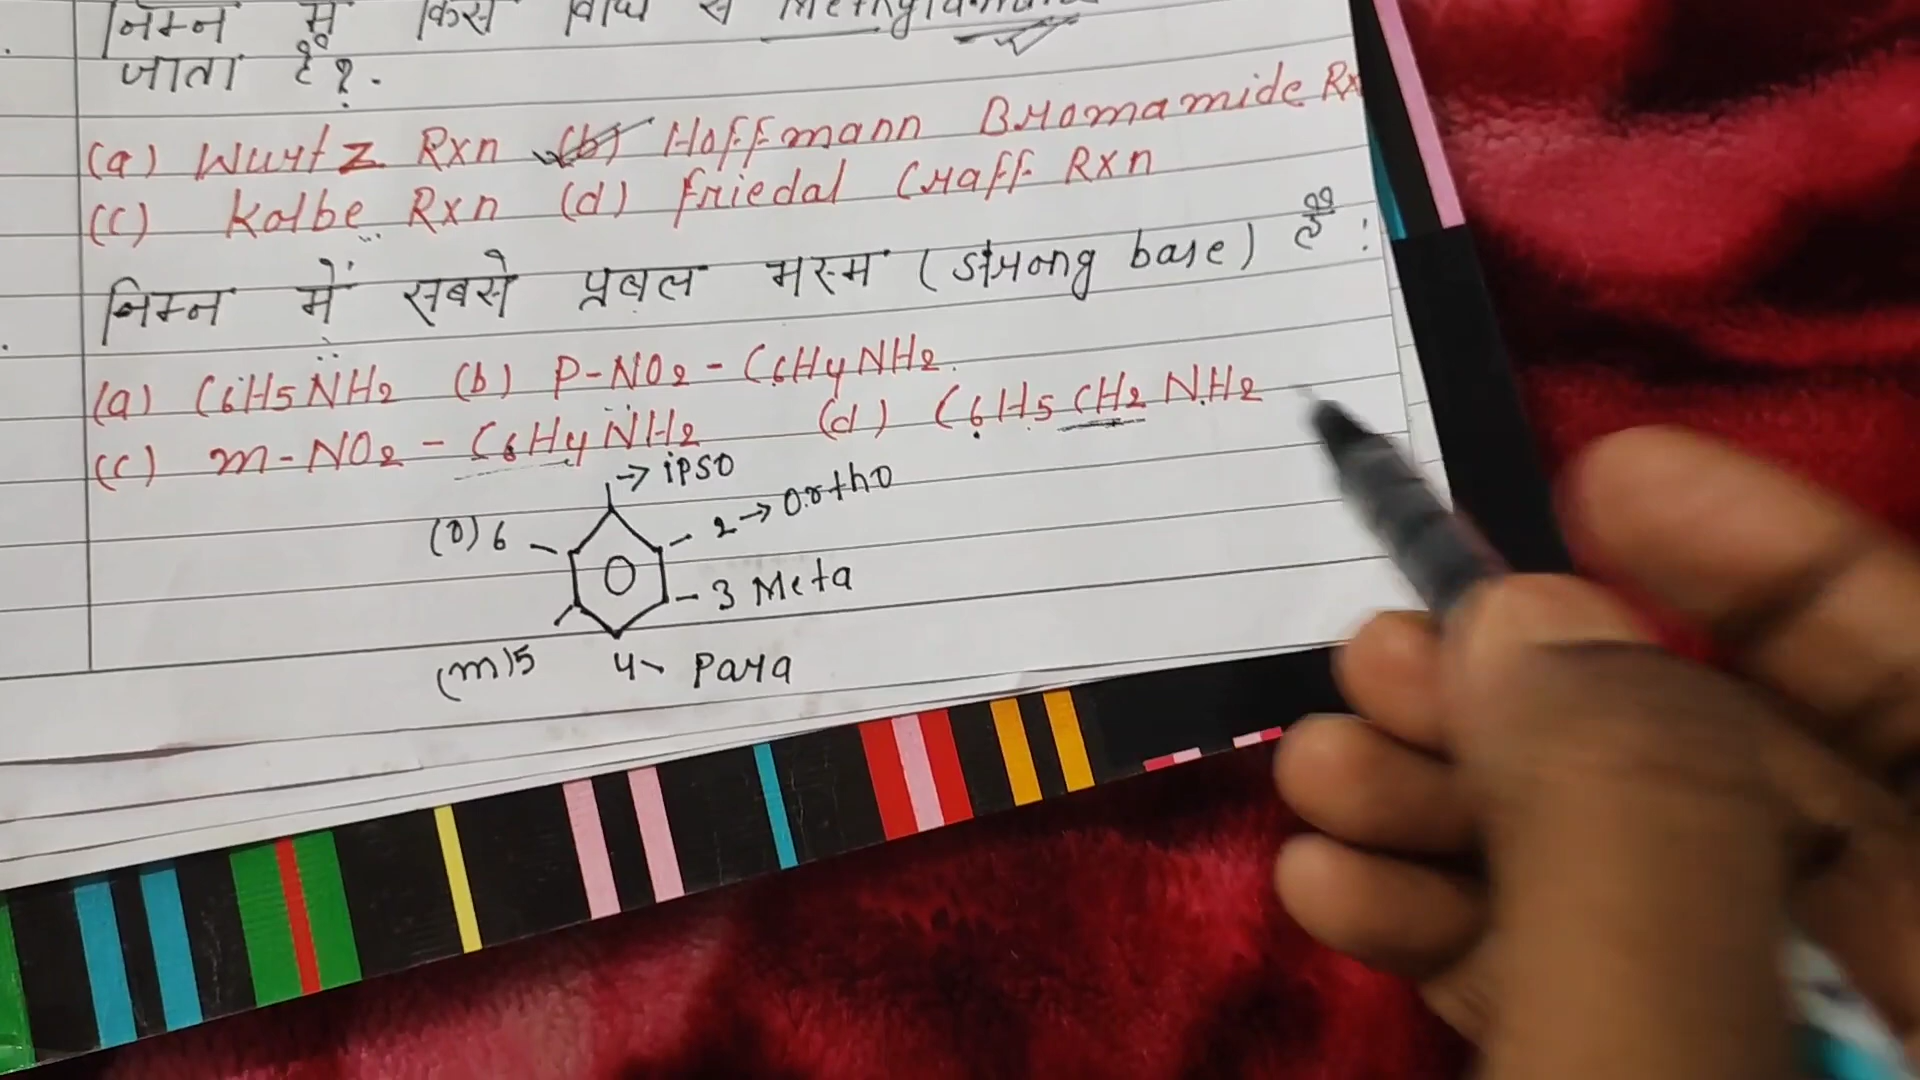 निम्न में किस विधि से
जाता है?.
(a) Wurtz Rxn (b) Hoffmann Bromamide Rx
(c) Kolbe Rxn (d) Friedal Craff Rxn
निम्न में सबसे प्रबल भस्म (strong base) हैं :
(a) C6H5NH2 (b) P-NO2-C6H4NH2.
(c) m-NO2-C6H4NH2 (d) C6H5CH2NH2
→ ipso
(o) 6 2→ Ortho
3 Meta
(m)5 4- Para